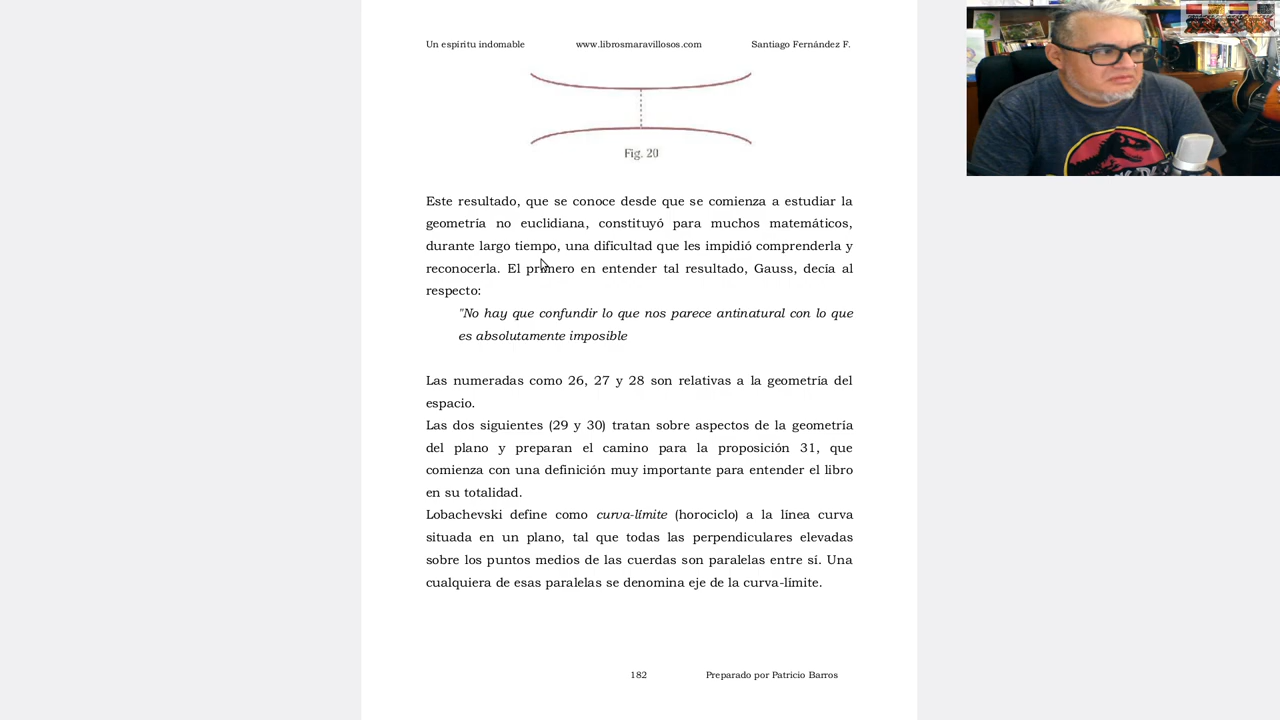 Un espíritu indomable www.librosmaravillosos.com Santiago Fernández F.
Fig. 20
Este resultado, que se conoce desde que se comienza a estudiar la
geometría no euclidiana, constituyó para muchos matemáticos,
durante largo tiempo, una dificultad que les impidió comprenderla y
reconocerla. El primero en entender tal resultado, Gauss, decía al
respecto:
"No hay que confundir lo que nos parece antinatural con lo que
es absolutamente imposible
Las numeradas como 26, 27 y 28 son relativas a la geometría del
espacio.
Las dos siguientes (29 y 30) tratan sobre aspectos de la geometría
del plano y preparan el camino para la proposición 31, que
comienza con una definición muy importante para entender el libro
en su totalidad.
Lobachevski define como curva-límite (horociclo) a la línea curva
situada en un plano, tal que todas las perpendiculares elevadas
sobre los puntos medios de las cuerdas son paralelas entre sí. Una
cualquiera de esas paralelas se denomina eje de la curva-límite.
182 Preparado por Patricio Barros